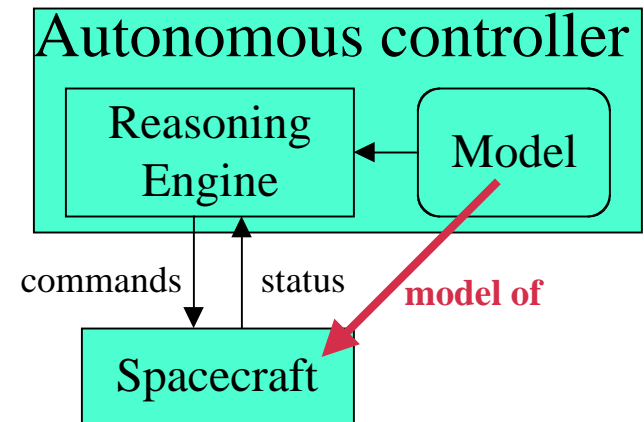 Autonomous controller
Reasoning
Engine
Model
commands
status
model of
Spacecraft